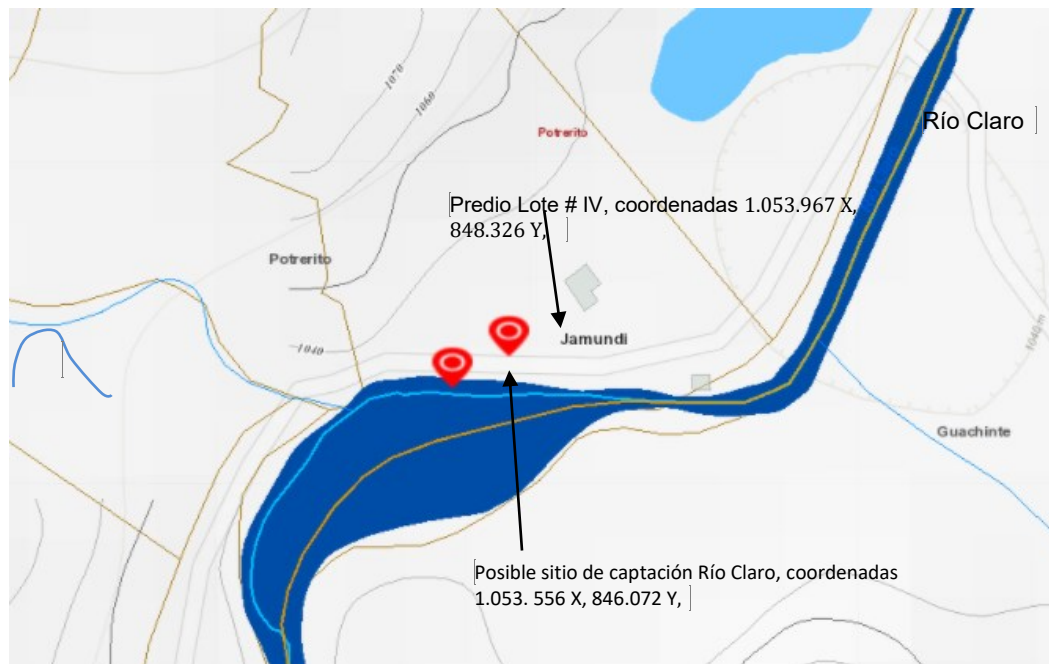 1070
1060
Potrerito
Río Claro
Predio Lote # IV, coordenadas 1.053.967 X,
848.326 Y,
Potrerito
1040
Jamundi
1040 m
Guachinte
Posible sitio de captación Río Claro, coordenadas
1.053. 556 X, 846.072 Y,